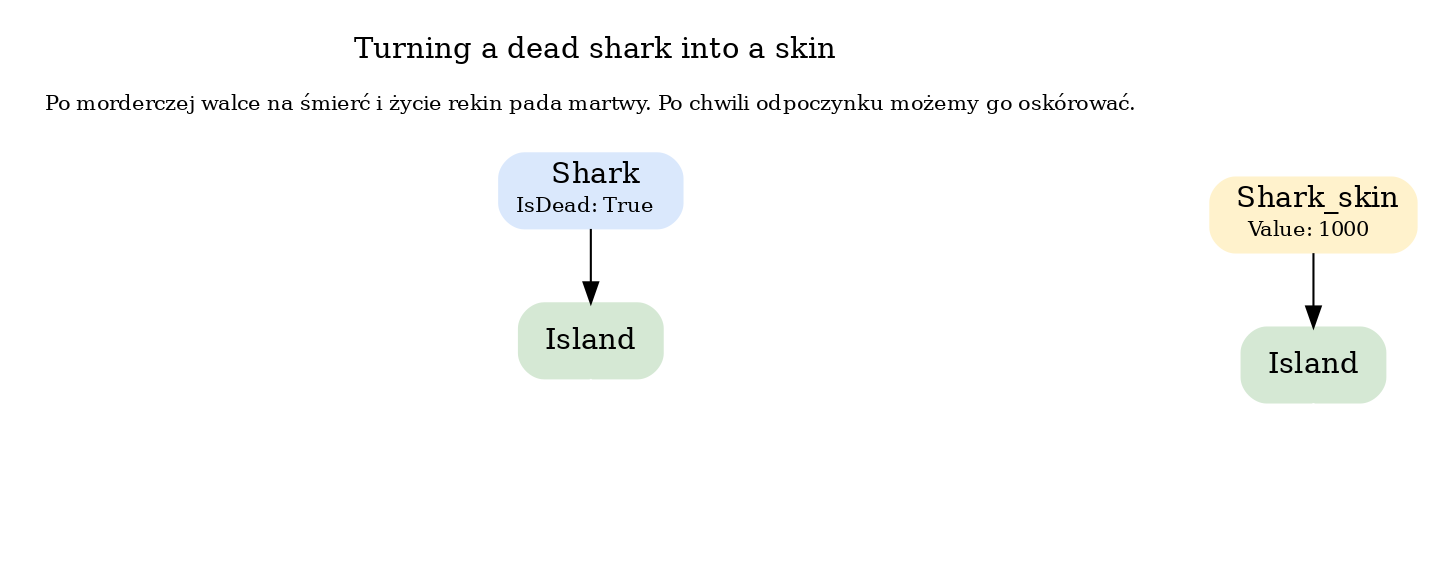 Turning a dead shark into a skin
Po morderczej walce na śmierć i życie rekin pada martwy. Po chwili odpoczynku możemy go oskórować.
Shark
IsDead: True
Island
Shark_skin
Value: 1000
Island